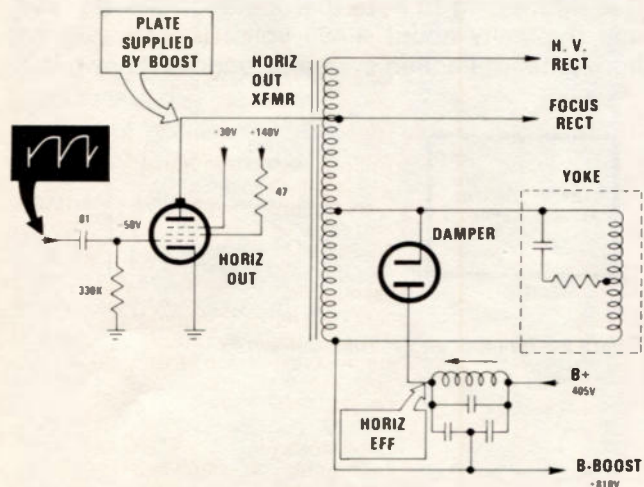 PLATE
SUPPLIED
BY BOOST
HORIZ
OUT
XFMR
H. V.
RECT
FOCUS
RECT
+30V
+140V
47
YOKE
.01
-50V
HORIZ
OUT
DAMPER
330K
B+
405V
HORIZ
EFF
B-BOOST
+810V